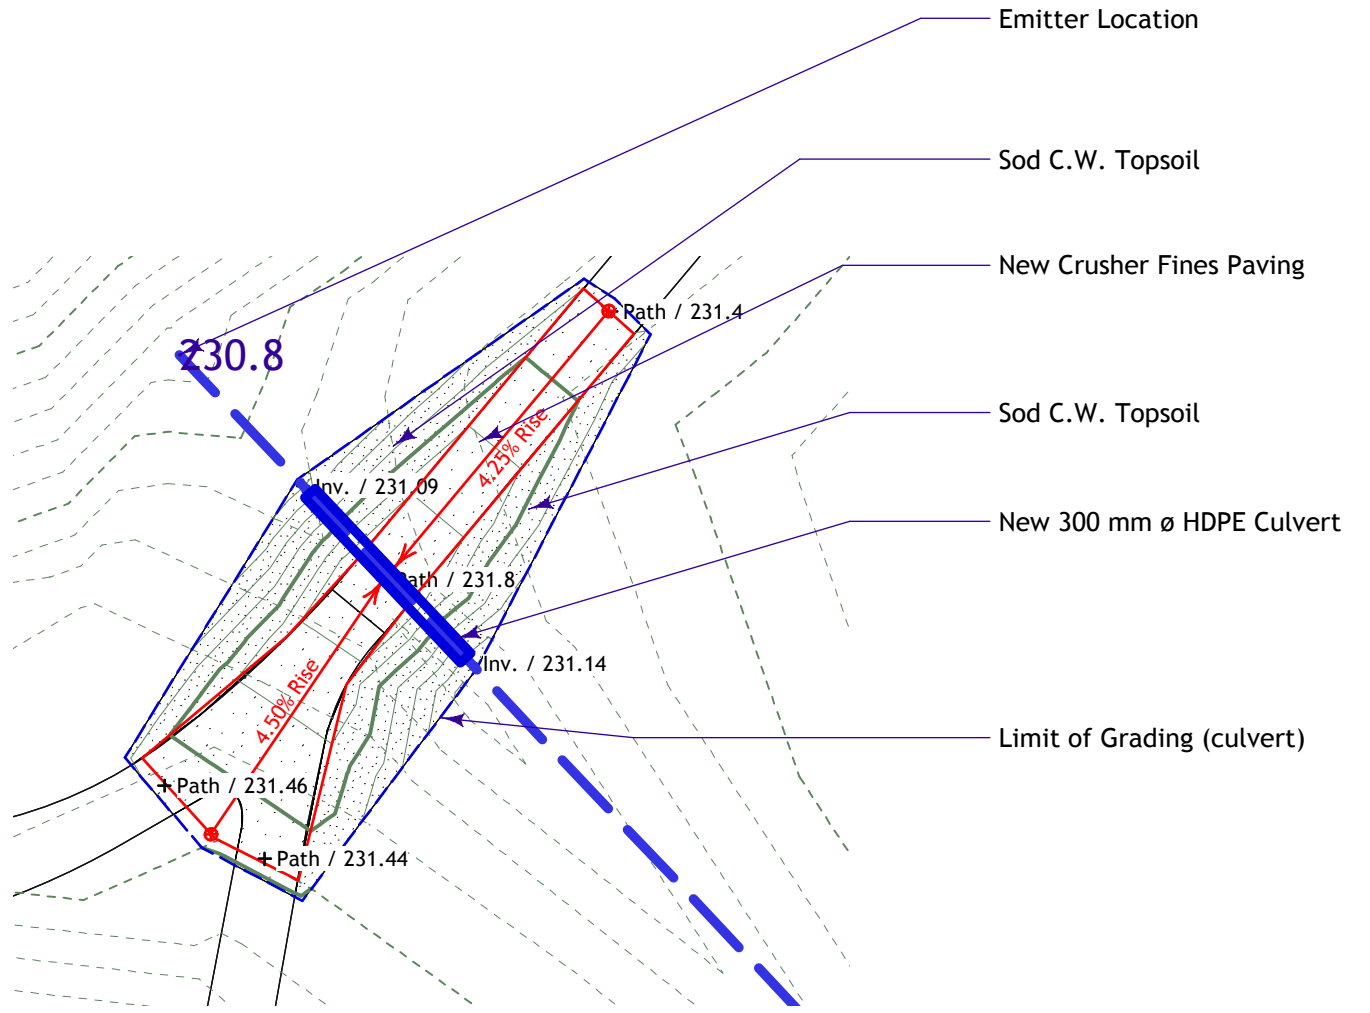 Emitter Location
Sod C.W. Topsoil
New Crusher Fines Paving
Path / 231.4
230.8
Sod C.W. Topsoil
4.25% Rise
Inv. / 231.09
New 300 mm ø HDPE Culvert
Path / 231.8
Inv. / 231.14
4.50% Rise
Limit of Grading (culvert)
Path / 231.46
Path / 231.44